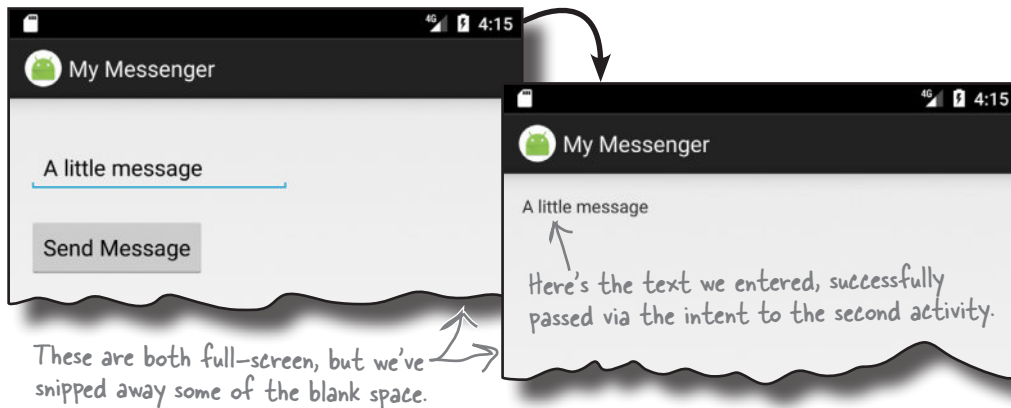 4G 4:15
My Messenger
A little message
Send Message
These are both full-screen, but we've
snipped away some of the blank space.
4G 4:15
My Messenger
A little message
Here's the text we entered, successfully
passed via the intent to the second activity.